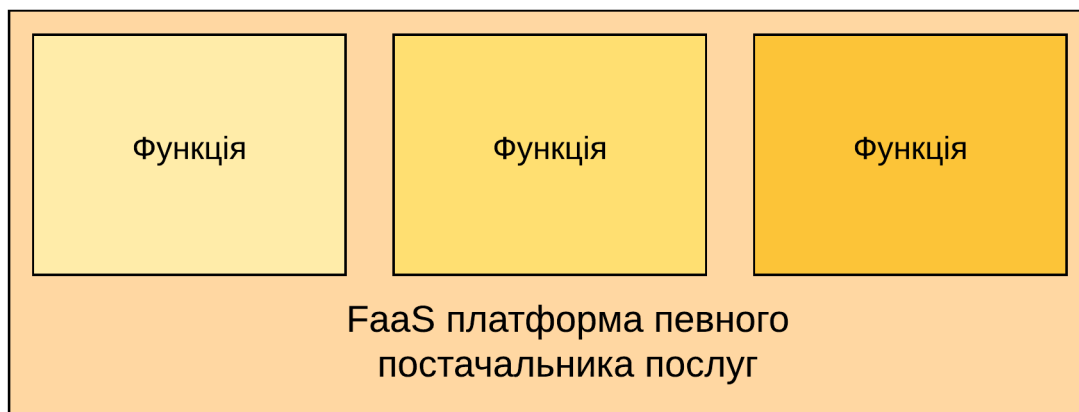 Функція
Функція
Функція
FaaS платформа певного
постачальника послуг